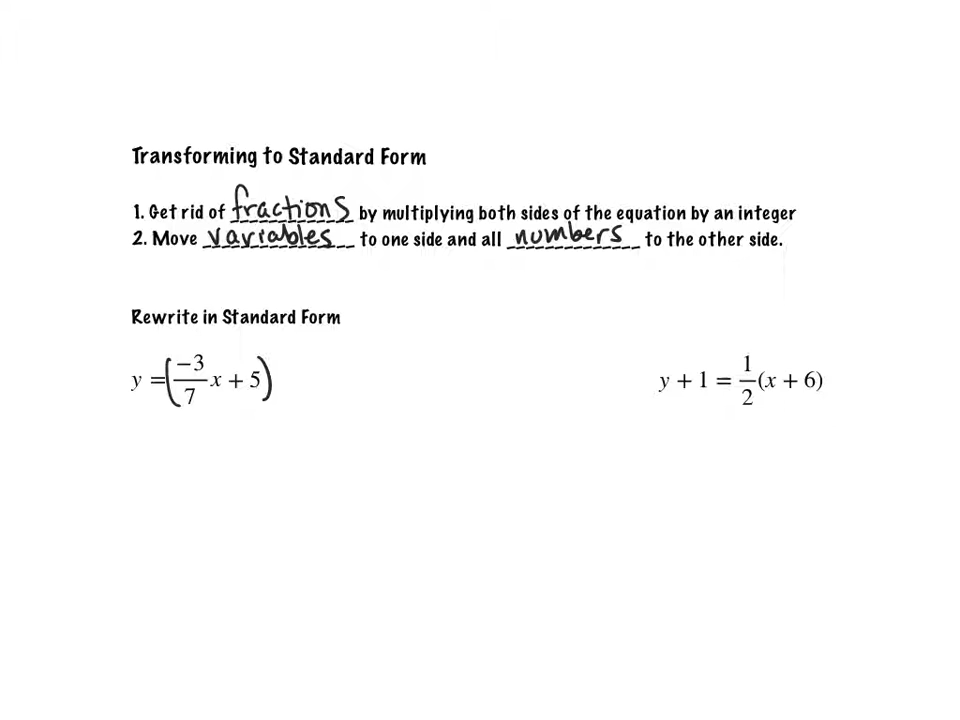 Transforming to Standard Form
1. Get rid of fractions by multiplying both sides of the equation by an integer
2. Move variables to one side and all numbers to the other side.
Rewrite in Standard Form
y = (-3/7 x + 5)
y + 1 = 1/2 (x + 6)